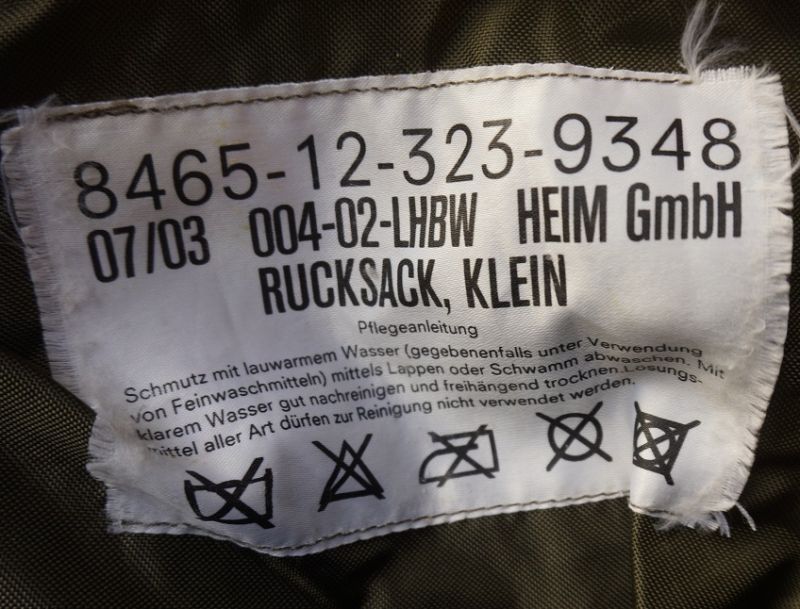 8465-12-323-9348
07/03 004-02-LHBW HEIM GmbH
RUCKSACK, KLEIN
Pflegeanleitung
Schmutz mit lauwarmem Wasser (gegebenenfalls unter Verwendung
von Feinwaschmitteln) mittels Lappen oder Schwamm abwaschen. Mit
klarem Wasser gut nachreinigen und freihängend trocknen.Lösungs-
mittel aller Art dürfen zur Reinigung nicht verwendet werden.